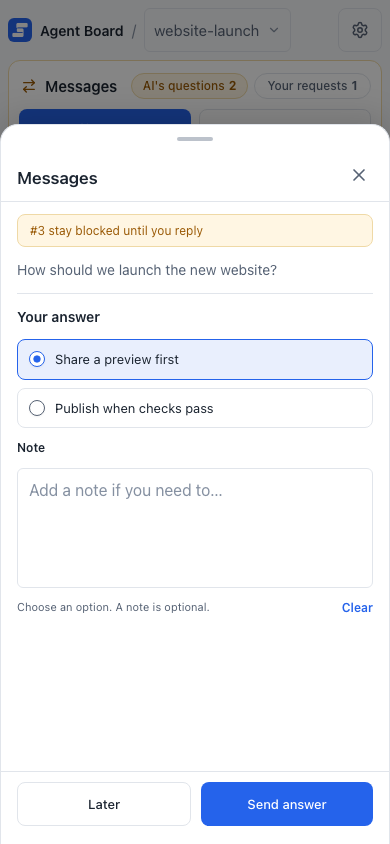 Agent Board / website-launch
Messages AI's questions 2 Your requests 1
Messages
#3 stay blocked until you reply
How should we launch the new website?
Your answer
Share a preview first
Publish when checks pass
Note
Add a note if you need to...
Choose an option. A note is optional. Clear
Later Send answer